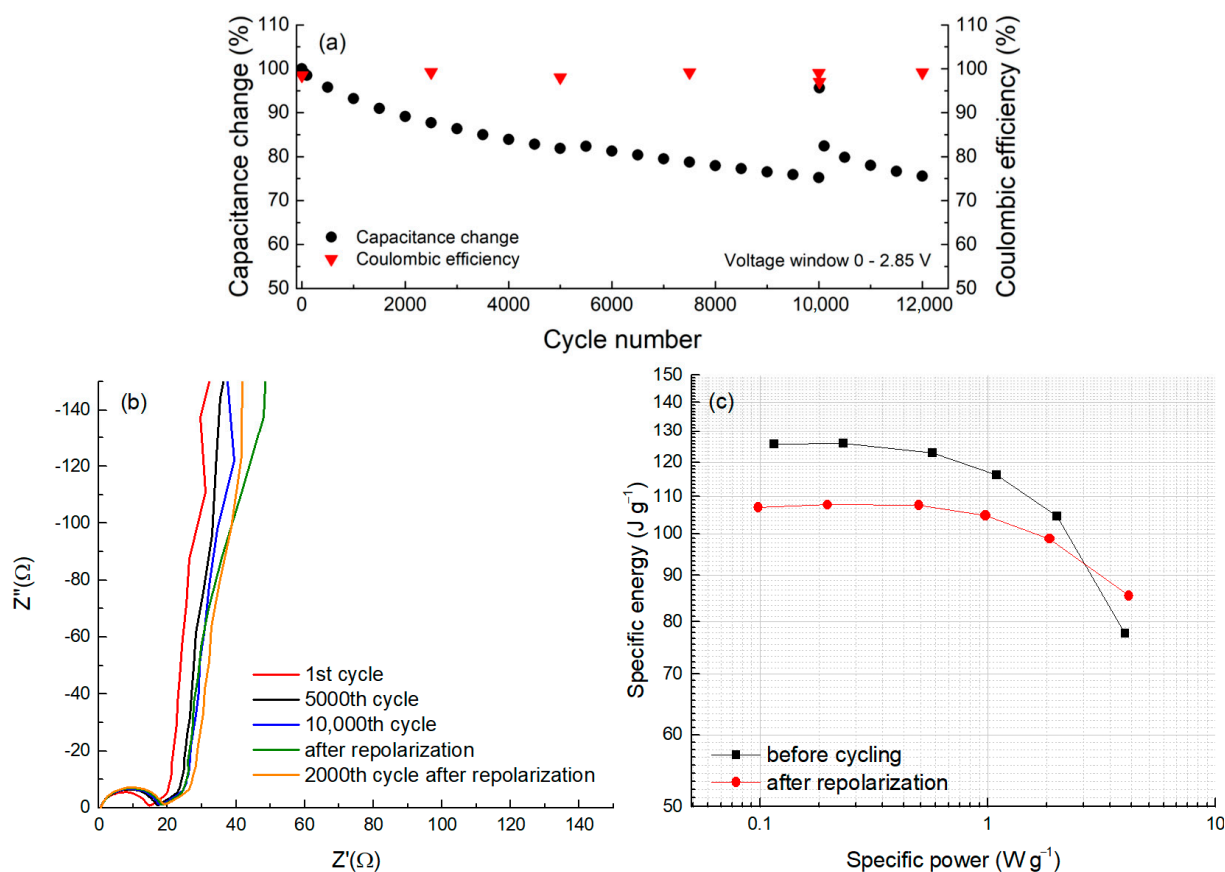 (a)
Capacitance change (%)
110
100
90
80
70
60
50
Capacitance change
Coulombic efficiency
Voltage window 0 - 2.85 V
0
2000
4000
6000
8000
10,000
12,000
Cycle number
110
100
90
80
70
60
50
Coulombic efficiency (%)
(b)
Z''(Ω)
-140
-120
-100
-80
-60
-40
-20
0
1st cycle
5000th cycle
10,000th cycle
after repolarization
2000th cycle after repolarization
0
20
40
60
80
100
120
140
Z'(Ω)
(c)
Specific energy (J g⁻¹)
150
140
130
120
110
100
90
80
70
60
50
before cycling
after repolarization
0.1
1
10
Specific power (W g⁻¹)